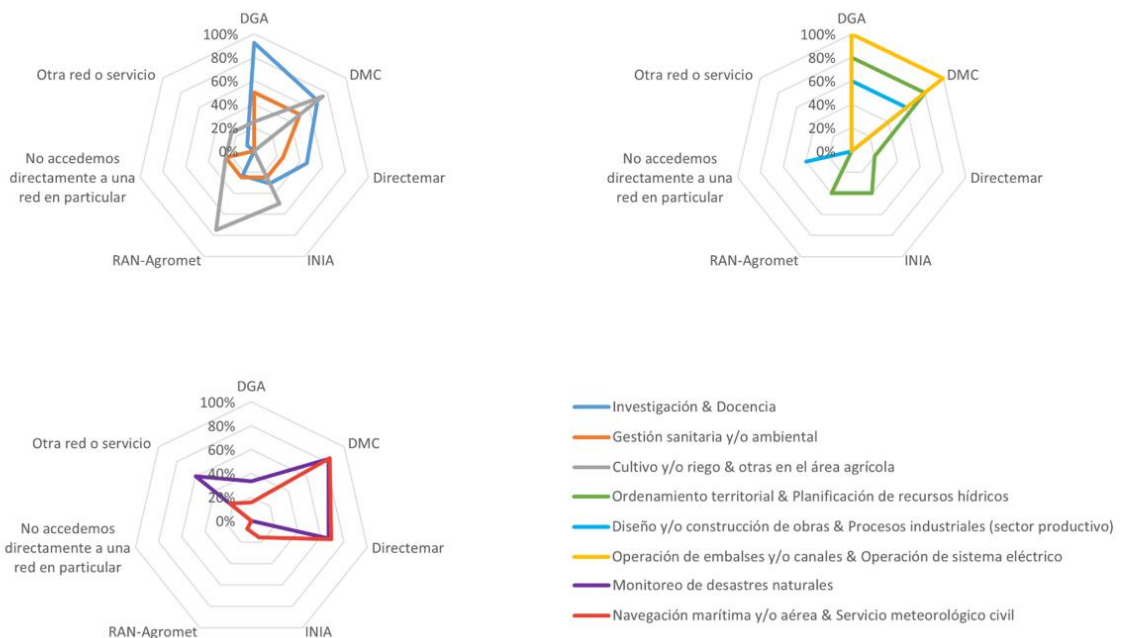 DGA
100%
80%
60%
40%
20%
0%
DMC
Directemar
INIA
RAN-Agromet
No accedemos
directamente a una
red en particular
Otra red o servicio
DGA
100%
80%
60%
40%
20%
0%
DMC
Directemar
INIA
RAN-Agromet
No accedemos
directamente a una
red en particular
Otra red o servicio
DGA
100%
80%
60%
40%
20%
0%
DMC
Directemar
INIA
RAN-Agromet
No accedemos
directamente a una
red en particular
Otra red o servicio
Investigación & Docencia
Gestión sanitaria y/o ambiental
Cultivo y/o riego & otras en el área agrícola
Ordenamiento territorial & Planificación de recursos hídricos
Diseño y/o construcción de obras & Procesos industriales (sector productivo)
Operación de embalses y/o canales & Operación de sistema eléctrico
Monitoreo de desastres naturales
Navegación marítima y/o aérea & Servicio meteorológico civil